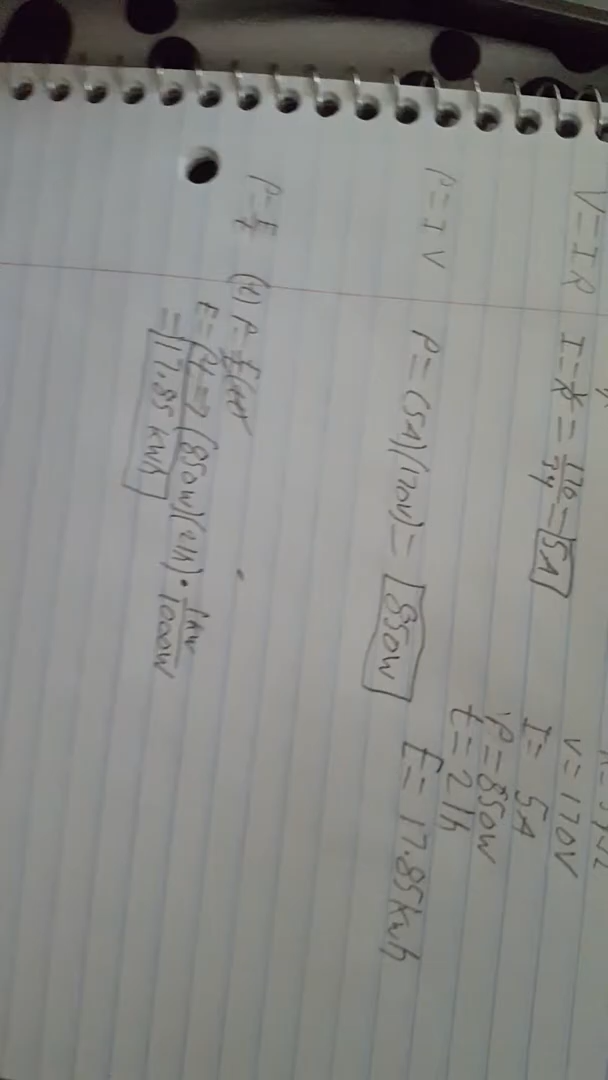 V=IR I=V/R = 170/34 = 5A
V=170V
I= 5A
P=IV P=(5A)(170V)= 850W
P=850W
t=21h
E= 17.85kwh
P=E/t (t)P=E/t(t)
E=Pt => (850W)(21h)·1kW/1000W
= 17.85 kwh